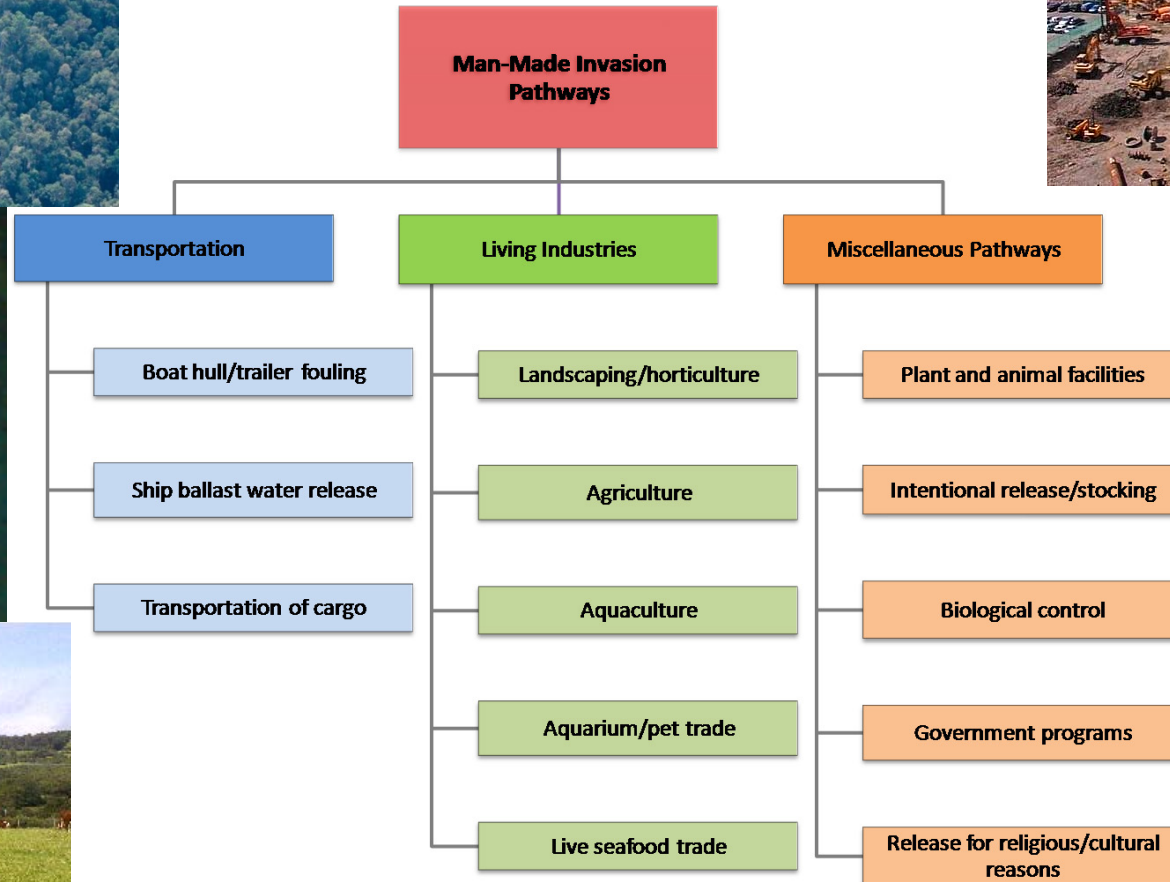 Man-Made Invasion
Pathways
Transportation
Boat hull/trailer fouling
Ship ballast water release
Transportation of cargo
Living Industries
Landscaping/horticulture
Agriculture
Aquaculture
Aquarium/pet trade
Live seafood trade
Miscellaneous Pathways
Plant and animal facilities
Intentional release/stocking
Biological control
Government programs
Release for religious/cultural
reasons